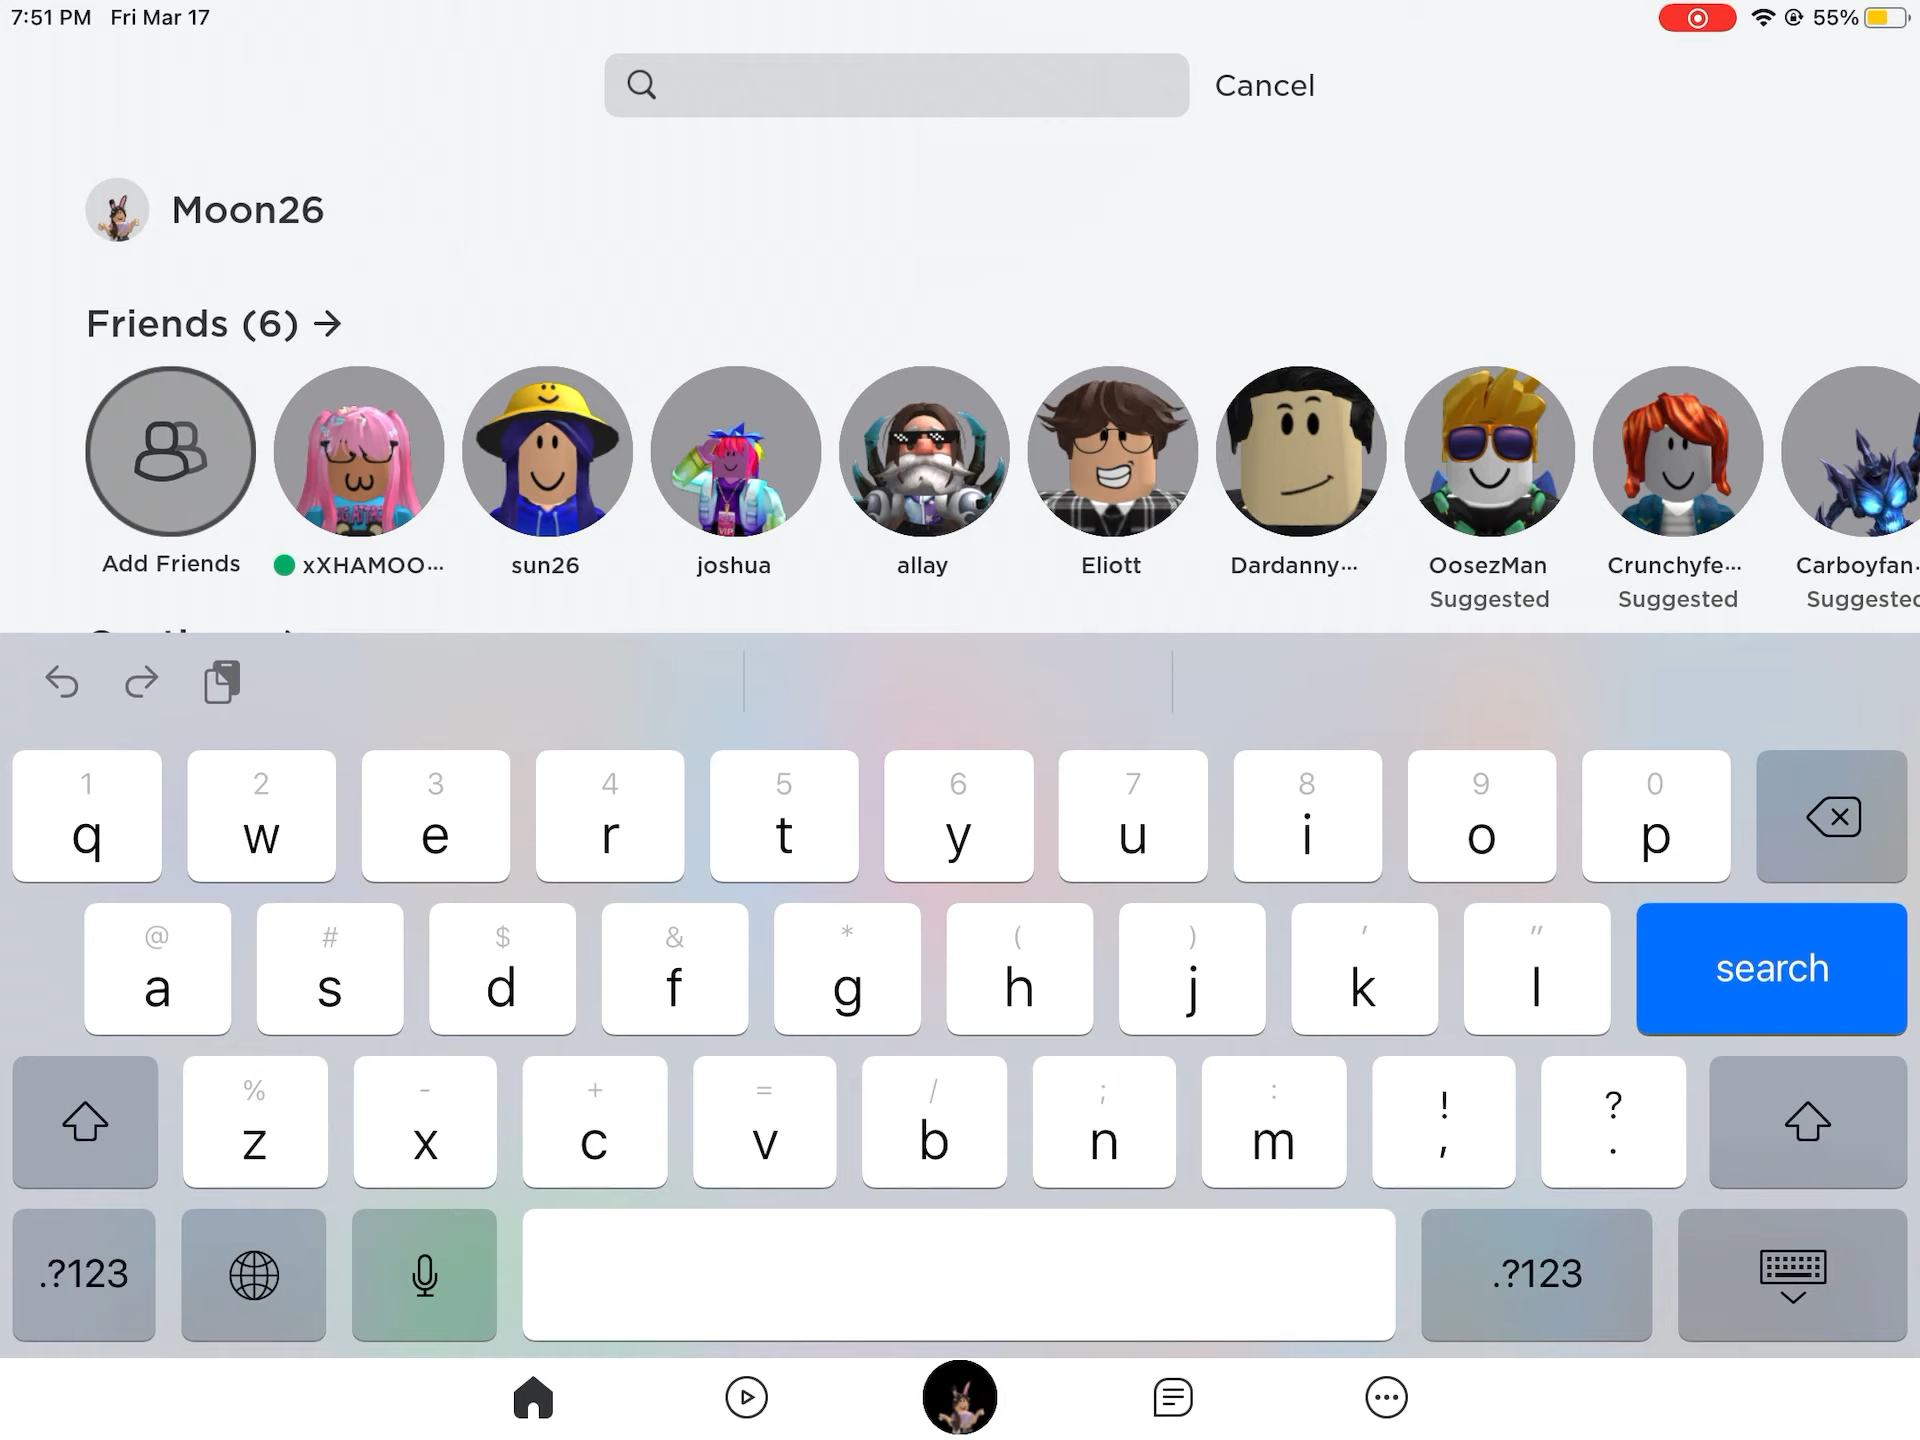 7:51 PM Fri Mar 17 55%
Cancel
Moon26
Friends (6) →
Add Friends xXHAMOO... sun26 joshua allay Eliott Dardanny... OosezMan Crunchyfe... Carboyfan
Suggested Suggested Suggested
1 2 3 4 5 6 7 8 9 0
q w e r t y u i o p
@ # $ & * ( ) ' "
a s d f g h j k l search
% - + = / ; : ! ?
z x c v b n m , .
.?123 .?123